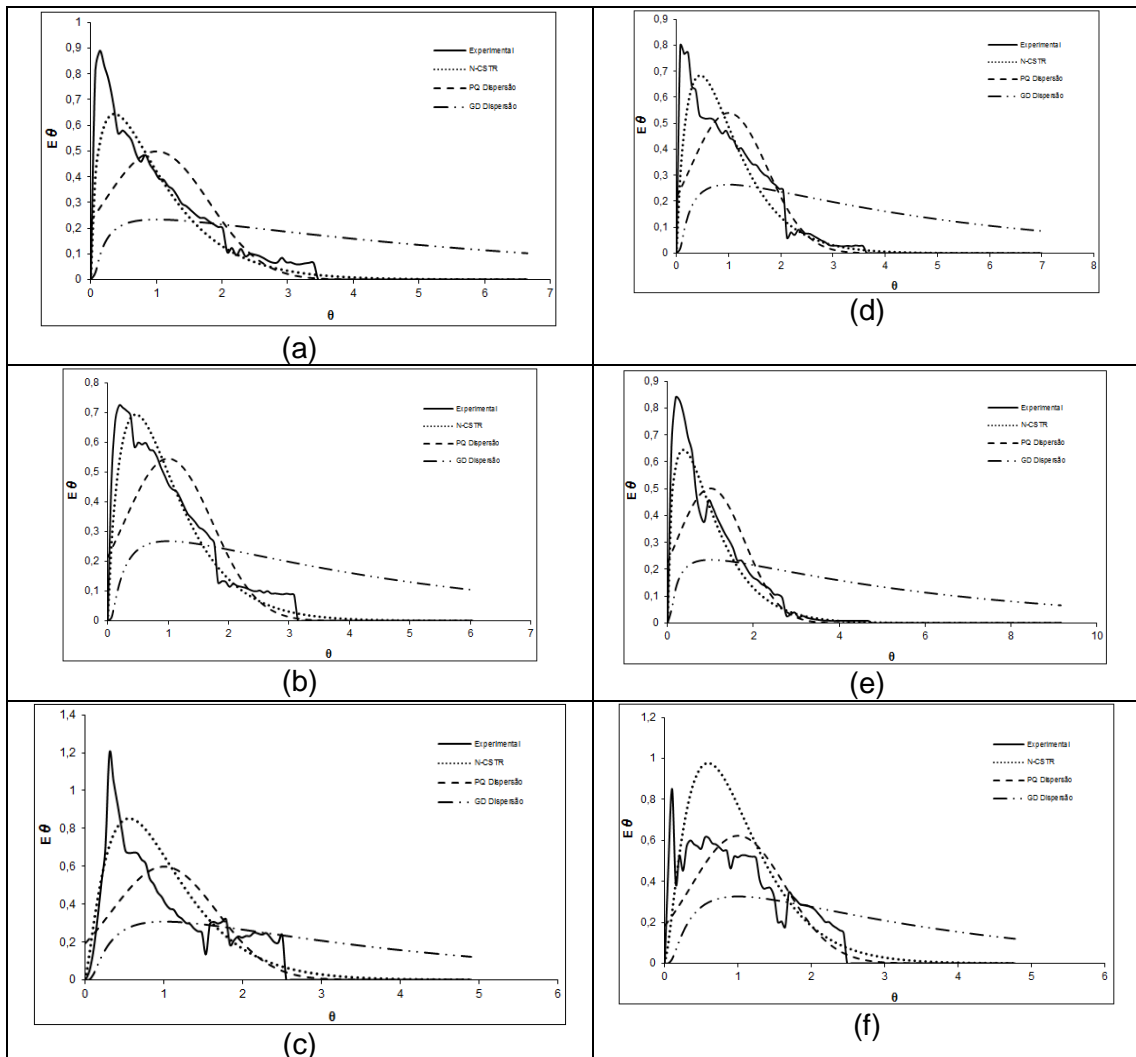 1
0,9
0,8
0,7
0,6
0,5
0,4
0,3
0,2
0,1
0
E θ
0 1 2 3 4 5 6 7
θ
Experimental
N-CSTR
PQ Dispersão
GD Dispersão
(a)
0,9
0,8
0,7
0,6
0,5
0,4
0,3
0,2
0,1
0
E θ
0 1 2 3 4 5 6 7 8
θ
Experimental
N-CSTR
PQ Dispersão
GD Dispersão
(d)
0,8
0,7
0,6
0,5
0,4
0,3
0,2
0,1
0
E θ
0 1 2 3 4 5 6 7
θ
Experimental
N-CSTR
PQ Dispersão
GD Dispersão
(b)
0,9
0,8
0,7
0,6
0,5
0,4
0,3
0,2
0,1
0
E θ
0 2 4 6 8 10
θ
Experimental
N-CSTR
PQ Dispersão
GD Dispersão
(e)
1,4
1,2
1
0,8
0,6
0,4
0,2
0
E θ
0 1 2 3 4 5 6
θ
Experimental
N-CSTR
PQ Dispersão
GD Dispersão
(c)
1,2
1
0,8
0,6
0,4
0,2
0
E θ
0 1 2 3 4 5 6
θ
Experimental
N-CSTR
PQ Dispersão
GD Dispersão
(f)